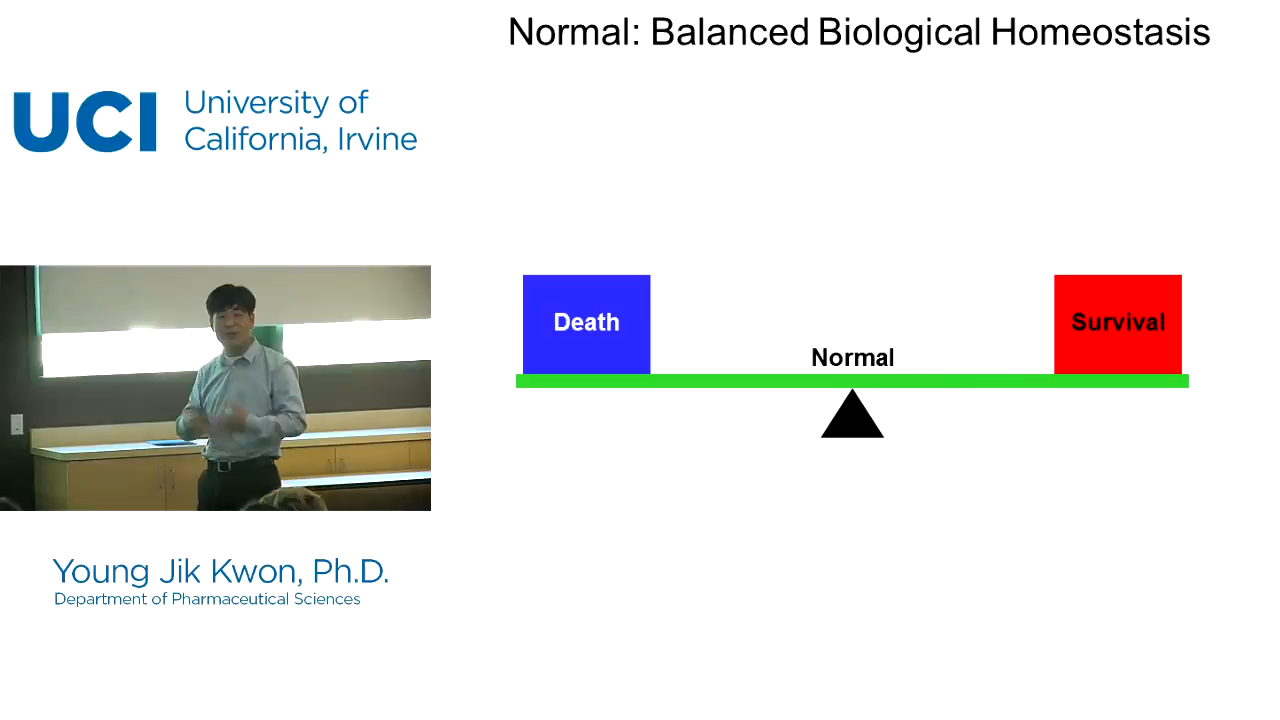 Normal: Balanced Biological Homeostasis
UCI
University of
California, Irvine
Death
Normal
Survival
Young Jik Kwon, Ph.D.
Department of Pharmaceutical Sciences